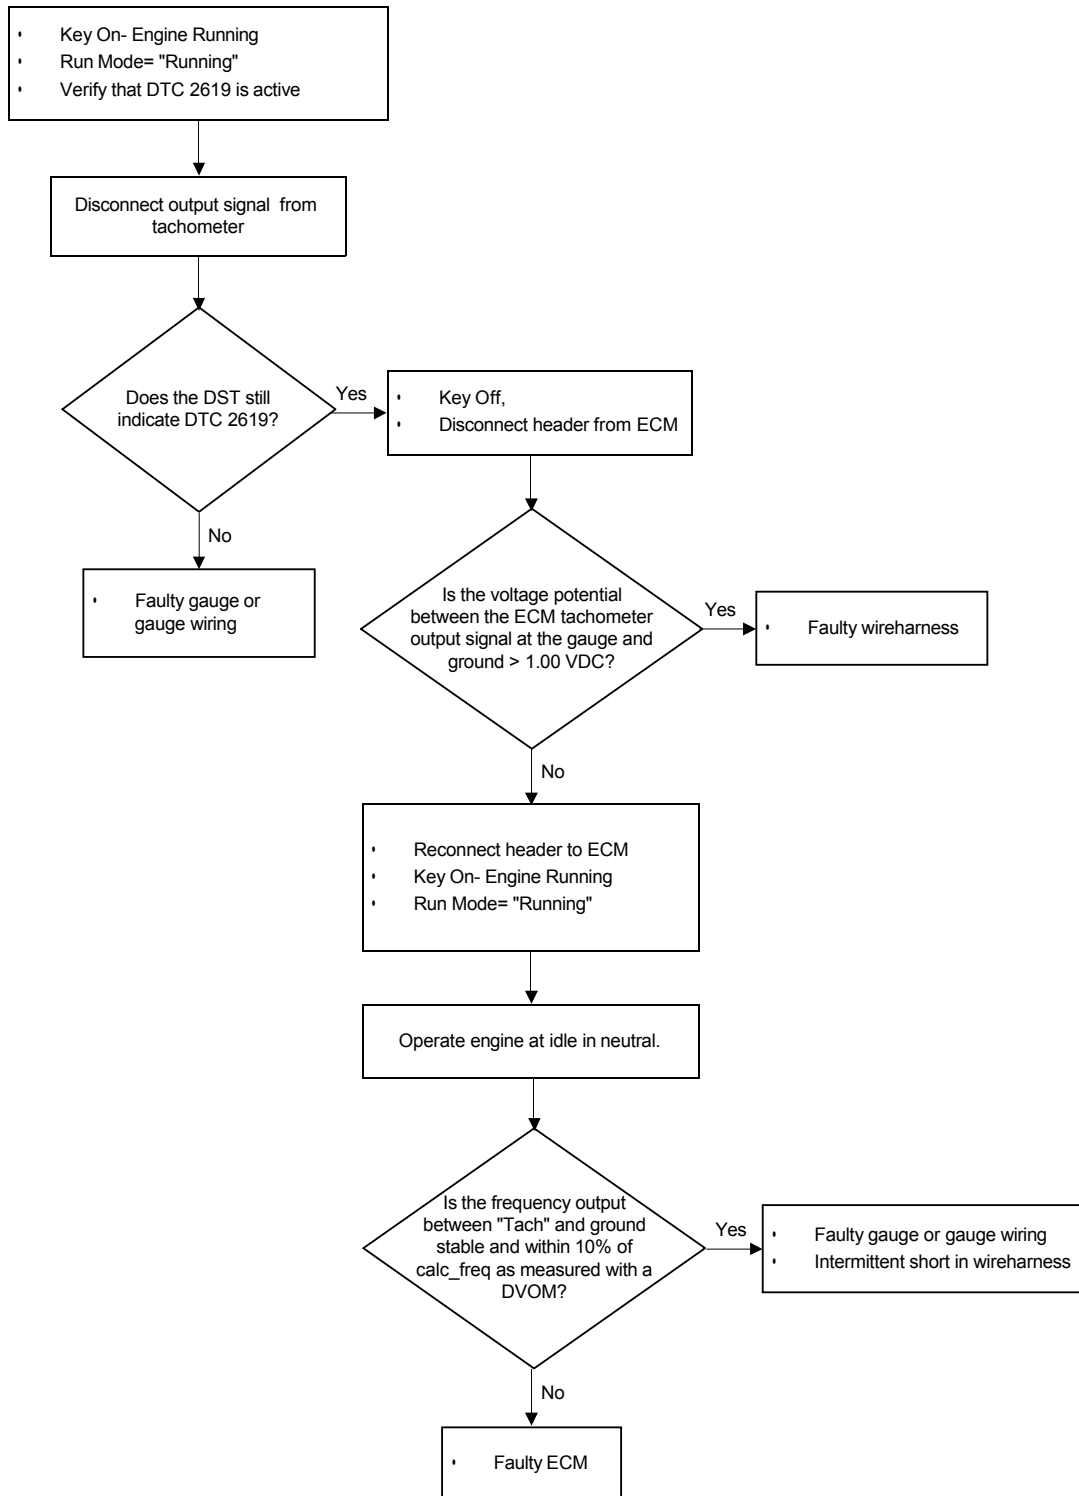 • Key On- Engine Running
• Run Mode= "Running"
• Verify that DTC 2619 is active
Disconnect output signal from
tachometer
Does the DST still
indicate DTC 2619?
Yes
• Key Off,
• Disconnect header from ECM
No
• Faulty gauge or
gauge wiring
Is the voltage potential
between the ECM tachometer
output signal at the gauge and
ground > 1.00 VDC?
Yes
• Faulty wireharness
No
• Reconnect header to ECM
• Key On- Engine Running
• Run Mode= "Running"
Operate engine at idle in neutral.
Is the frequency output
between "Tach" and ground
stable and within 10% of
calc_freq as measured with a
DVOM?
Yes
• Faulty gauge or gauge wiring
• Intermittent short in wireharness
No
• Faulty ECM